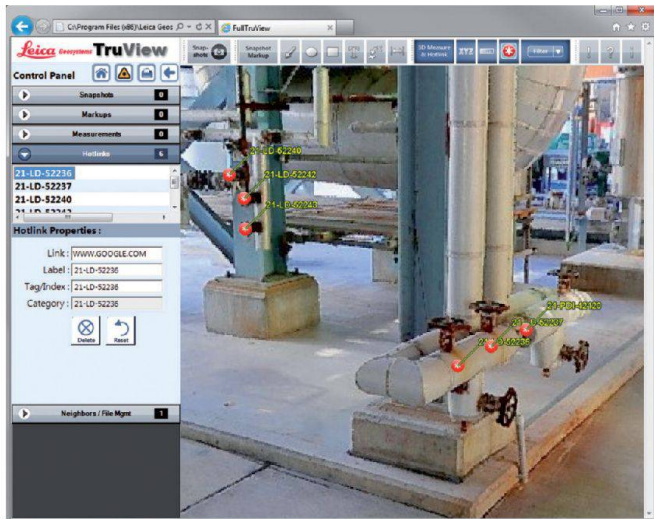 C:\Program Files (x86)\Leica Geos
FullTruView
Leica Geosystems TruView
Snap-shots
Snapshot Markup
3D Measure & Hotlink
XYZ
Filter
Control Panel
Snapshots 0
Markups 0
Measurements 0
Hotlinks 6
21-LD-52236
21-LD-52237
21-LD-52240
21-LD-52242
Hotlink Properties :
Link : WWW.GOOGLE.COM
Label : 21-LD-52236
Tag/Index : 21-LD-52236
Category : 21-LD-52236
Delete
Reset
Neighbors / File Mgmt 1
21-LD-52240
21-LD-52242
21-LD-52243